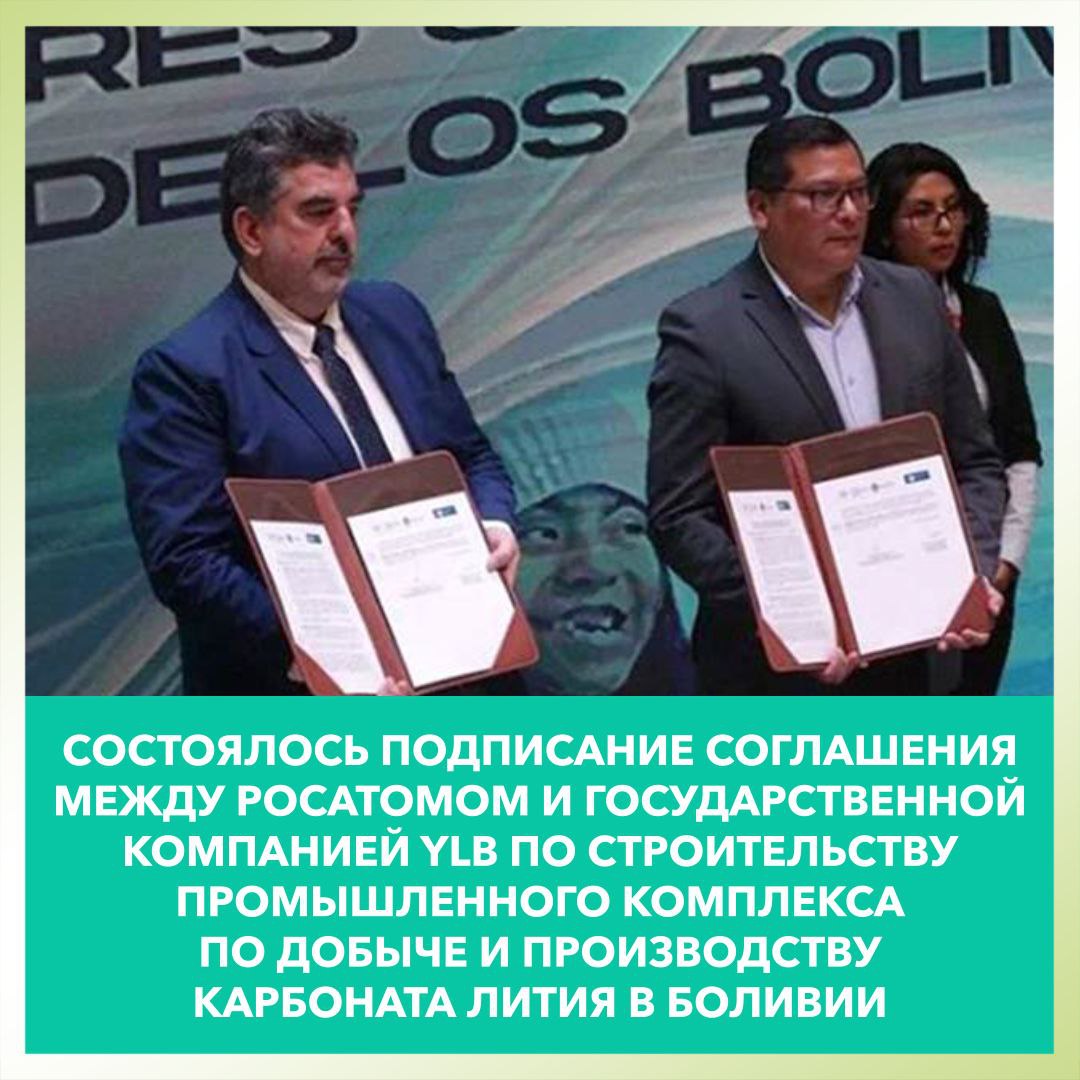 RES
DE LOS BOLIV
СОСТОЯЛОСЬ ПОДПИСАНИЕ СОГЛАШЕНИЯ
МЕЖДУ РОСАТОМОМ И ГОСУДАРСТВЕННОЙ
КОМПАНИЕЙ YLB ПО СТРОИТЕЛЬСТВУ
ПРОМЫШЛЕННОГО КОМПЛЕКСА
ПО ДОБЫЧЕ И ПРОИЗВОДСТВУ
КАРБОНАТА ЛИТИЯ В БОЛИВИИ